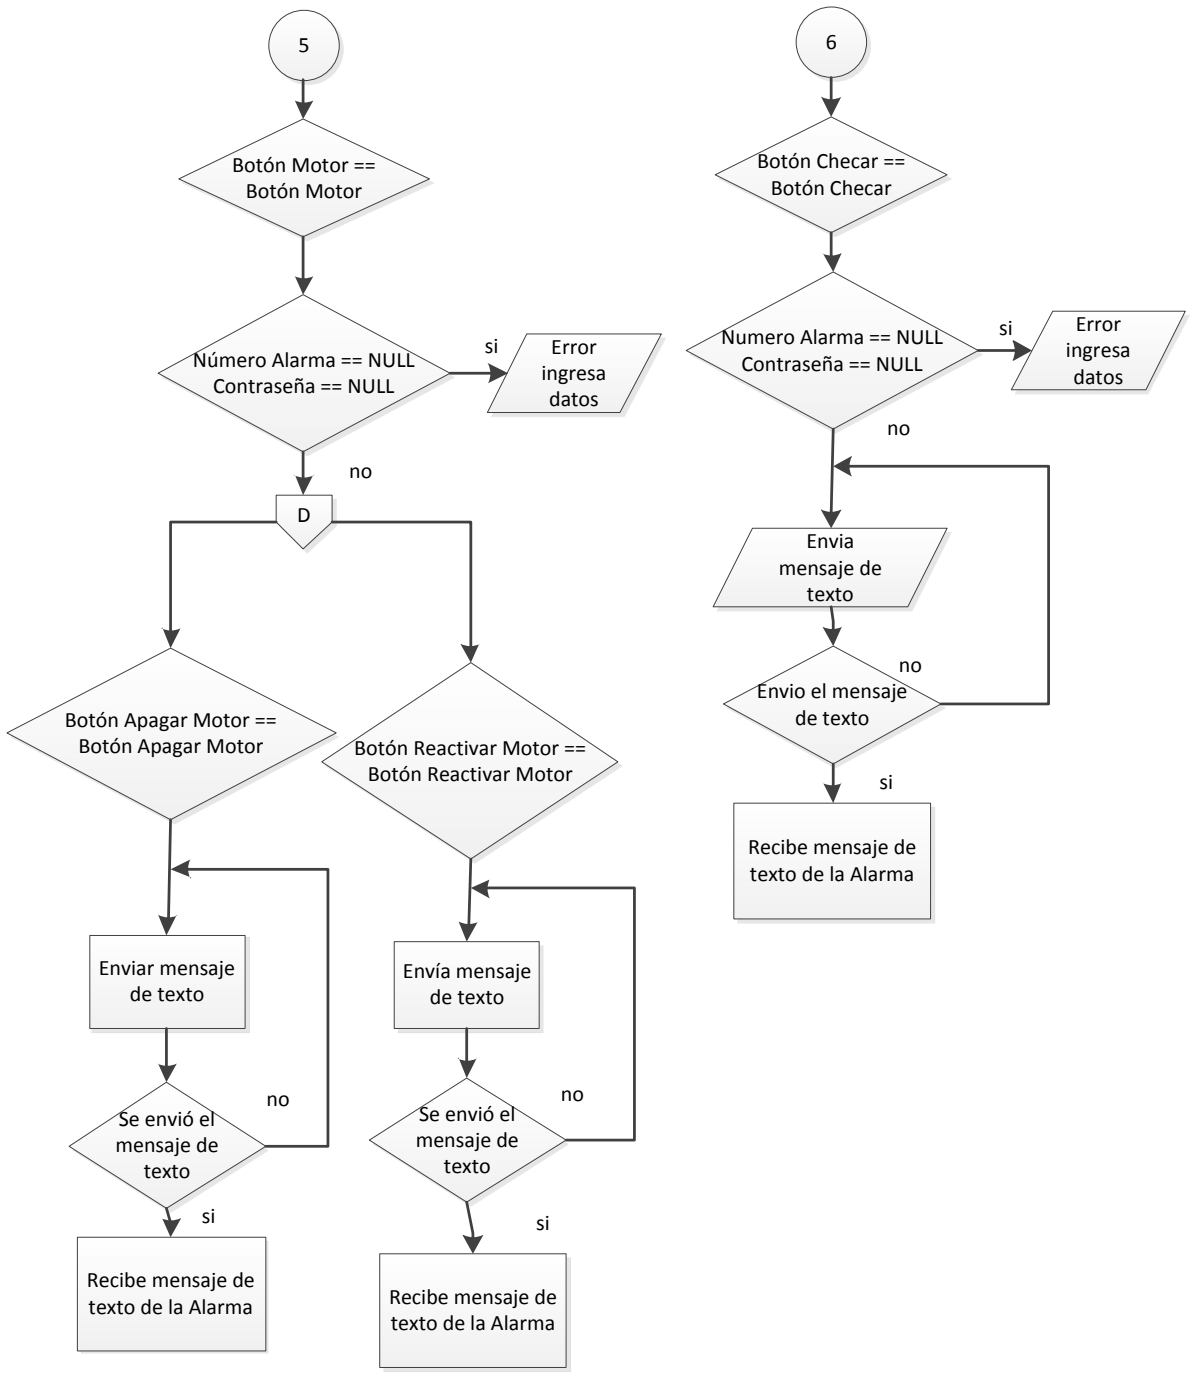 5
Botón Motor ==
Botón Motor
Número Alarma == NULL
Contraseña == NULL
si
Error
ingresa
datos
no
D
Botón Apagar Motor ==
Botón Apagar Motor
Enviar mensaje
de texto
Se envió el
mensaje de
texto
no
si
Recibe mensaje de
texto de la Alarma
Botón Reactivar Motor ==
Botón Reactivar Motor
Envía mensaje
de texto
Se envió el
mensaje de
texto
no
si
Recibe mensaje de
texto de la Alarma
6
Botón Checar ==
Botón Checar
Numero Alarma == NULL
Contraseña == NULL
si
Error
ingresa
datos
no
Envia
mensaje de
texto
Envio el mensaje
de texto
no
si
Recibe mensaje de
texto de la Alarma